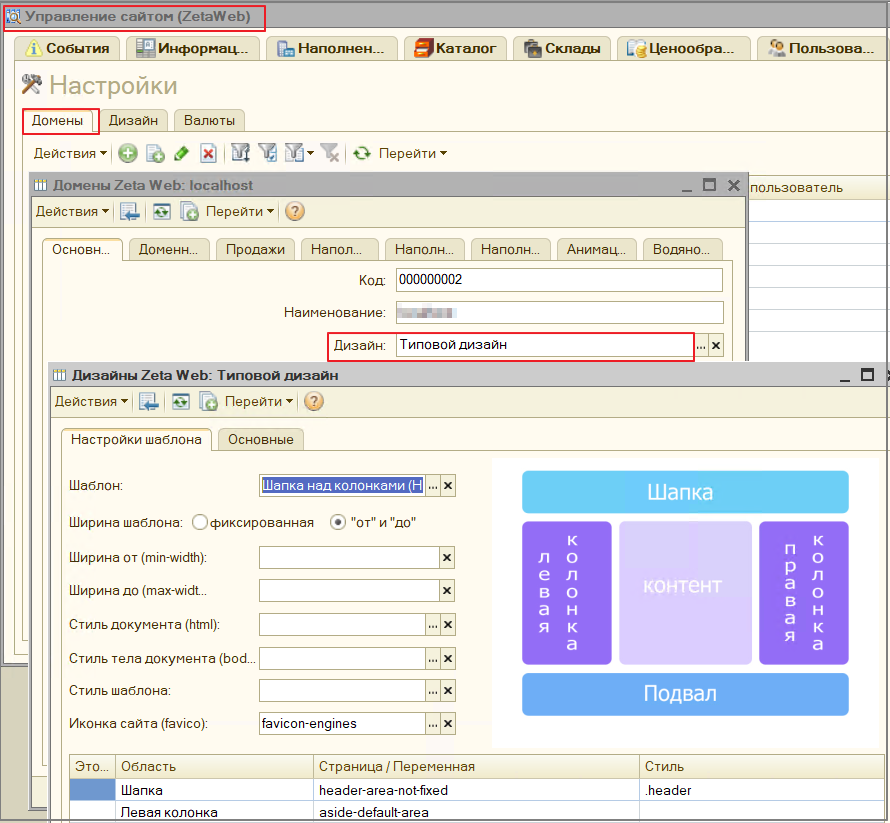 Управление сайтом (ZetaWeb)
События Информац... Наполнен... Каталог Склады Ценообра... Пользова...
Настройки
Домены Дизайн Валюты
Действия Перейти
пользователь
Домены Zeta Web: localhost
Действия Перейти ?
Основн... Доменн... Продажи Напол... Наполн... Наполн... Анимац... Водяно...
Код: 000000002
Наименование:
Дизайн: Типовой дизайн ...
Дизайны Zeta Web: Типовой дизайн
Действия Перейти ?
Настройки шаблона Основные
Шаблон: Шапка над колонками (Н ...
Ширина шаблона: фиксированная "от" и "до"
Ширина от (min-width):
Ширина до (max-widt...
Стиль документа (html): ...
Стиль тела документа (bod... ...
Стиль шаблона: ...
Иконка сайта (favico): favicon-engines ...
Шапка
левая колонка
контент
правая колонка
Подвал
Это... Область Страница / Переменная Стиль
Шапка header-area-not-fixed .header
Левая колонка aside-default-area